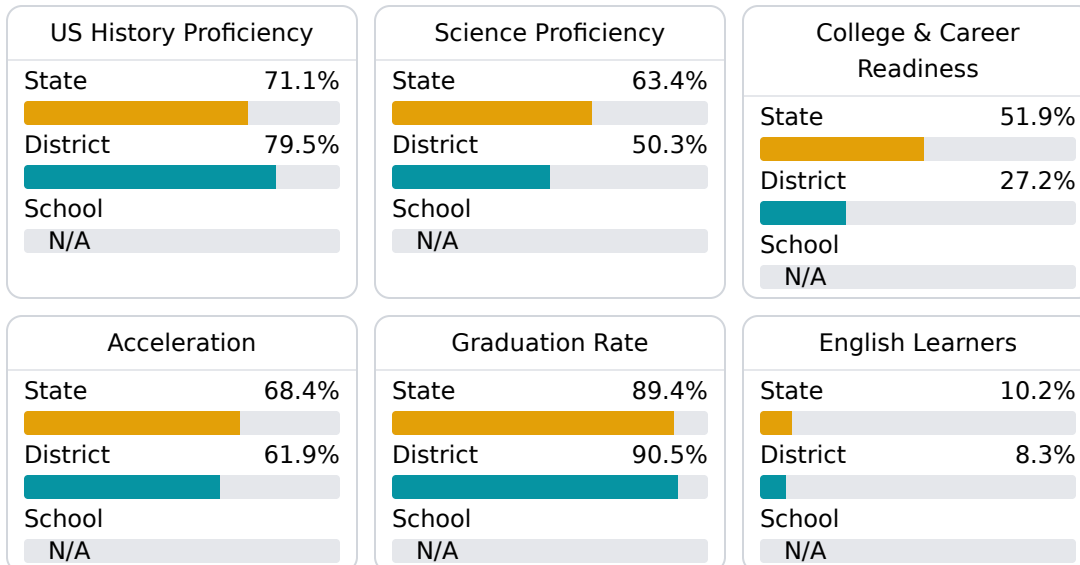 US History Proficiency
State 71.1%
District 79.5%
School
N/A
Science Proficiency
State 63.4%
District 50.3%
School
N/A
College & Career
Readiness
State 51.9%
District 27.2%
School
N/A
Acceleration
State 68.4%
District 61.9%
School
N/A
Graduation Rate
State 89.4%
District 90.5%
School
N/A
English Learners
State 10.2%
District 8.3%
School
N/A